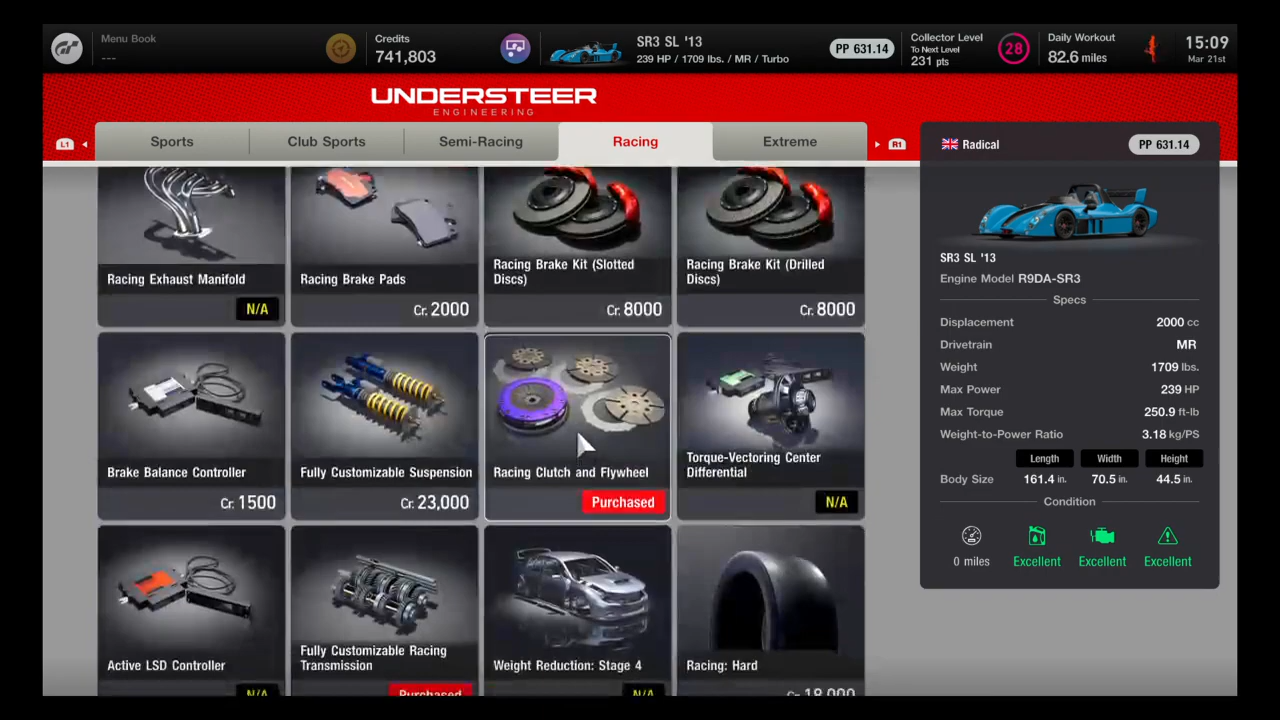 Menu Book
---
Credits
741,803
SR3 SL '13
239 HP / 1709 lbs. / MR / Turbo
PP 631.14
Collector Level
To Next Level
231 pts
28
Daily Workout
82.6 miles
15:09
Mar 21st
UNDERSTEER
ENGINEERING
L1
Sports
Club Sports
Semi-Racing
Racing
Extreme
R1
Racing Exhaust Manifold
N/A
Racing Brake Pads
Cr. 2000
Racing Brake Kit (Slotted
Discs)
Cr. 8000
Racing Brake Kit (Drilled
Discs)
Cr. 8000
Brake Balance Controller
Cr. 1500
Fully Customizable Suspension
Cr. 23,000
Racing Clutch and Flywheel
Purchased
Torque-Vectoring Center
Differential
N/A
Active LSD Controller
N/A
Fully Customizable Racing
Transmission
Purchased
Weight Reduction: Stage 4
N/A
Racing: Hard
Cr. 18,000
Radical
PP 631.14
SR3 SL '13
Engine Model R9DA-SR3
Specs
Displacement 2000 cc
Drivetrain MR
Weight 1709 lbs.
Max Power 239 HP
Max Torque 250.9 ft-lb
Weight-to-Power Ratio 3.18 kg/PS
Length Width Height
Body Size 161.4 in. 70.5 in. 44.5 in.
Condition
0 miles Excellent Excellent Excellent